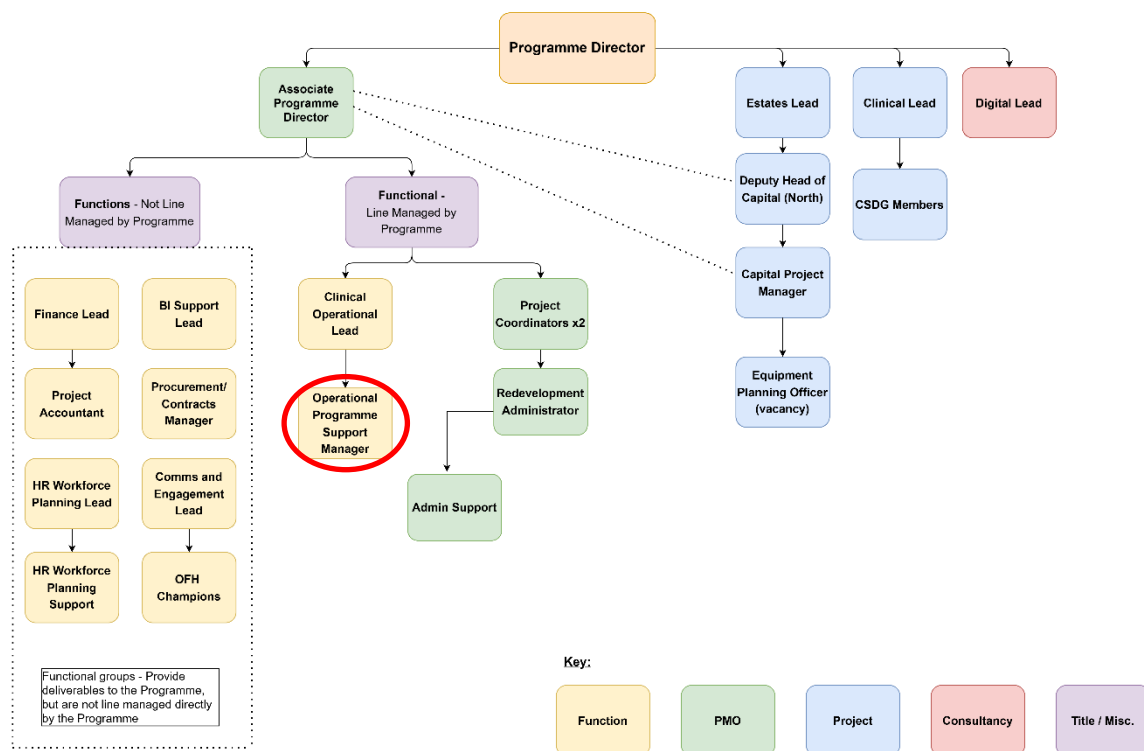 Programme Director
Associate
Programme
Director
Estates Lead
Clinical Lead
Digital Lead
Functions - Not Line
Managed by Programme
Functional -
Line Managed by
Programme
Deputy Head of
Capital (North)
CSDG Members
Finance Lead
BI Support
Lead
Clinical
Operational
Lead
Project
Coordinators x2
Capital Project
Manager
Project
Accountant
Procurement/
Contracts
Manager
Operational
Programme
Support
Manager
Redevelopment
Administrator
Equipment
Planning Officer
(vacancy)
HR Workforce
Planning Lead
Comms and
Engagement
Lead
Admin Support
HR Workforce
Planning
Support
OFH
Champions
Functional groups - Provide
deliverables to the Programme,
but are not line managed directly
by the Programme
Key:
Function
PMO
Project
Consultancy
Title / Misc.